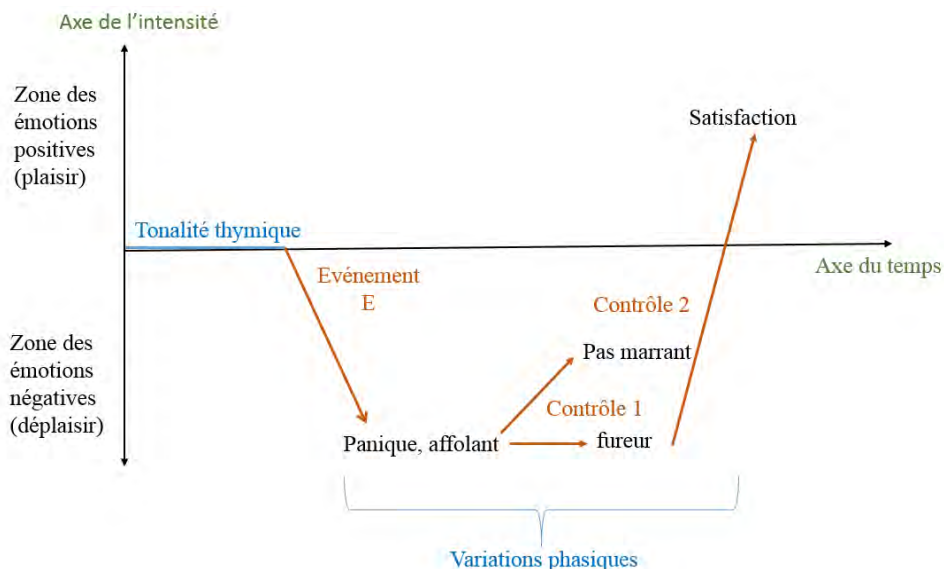 Axe de l'intensité
Zone des
émotions
positives
(plaisir)
Satisfaction
Tonalité thymique
Evénement
E
Axe du temps
Contrôle 2
Zone des
émotions
négatives
(déplaisir)
Pas marrant
Contrôle 1
Panique, affolant
fureur
Variations phasiques